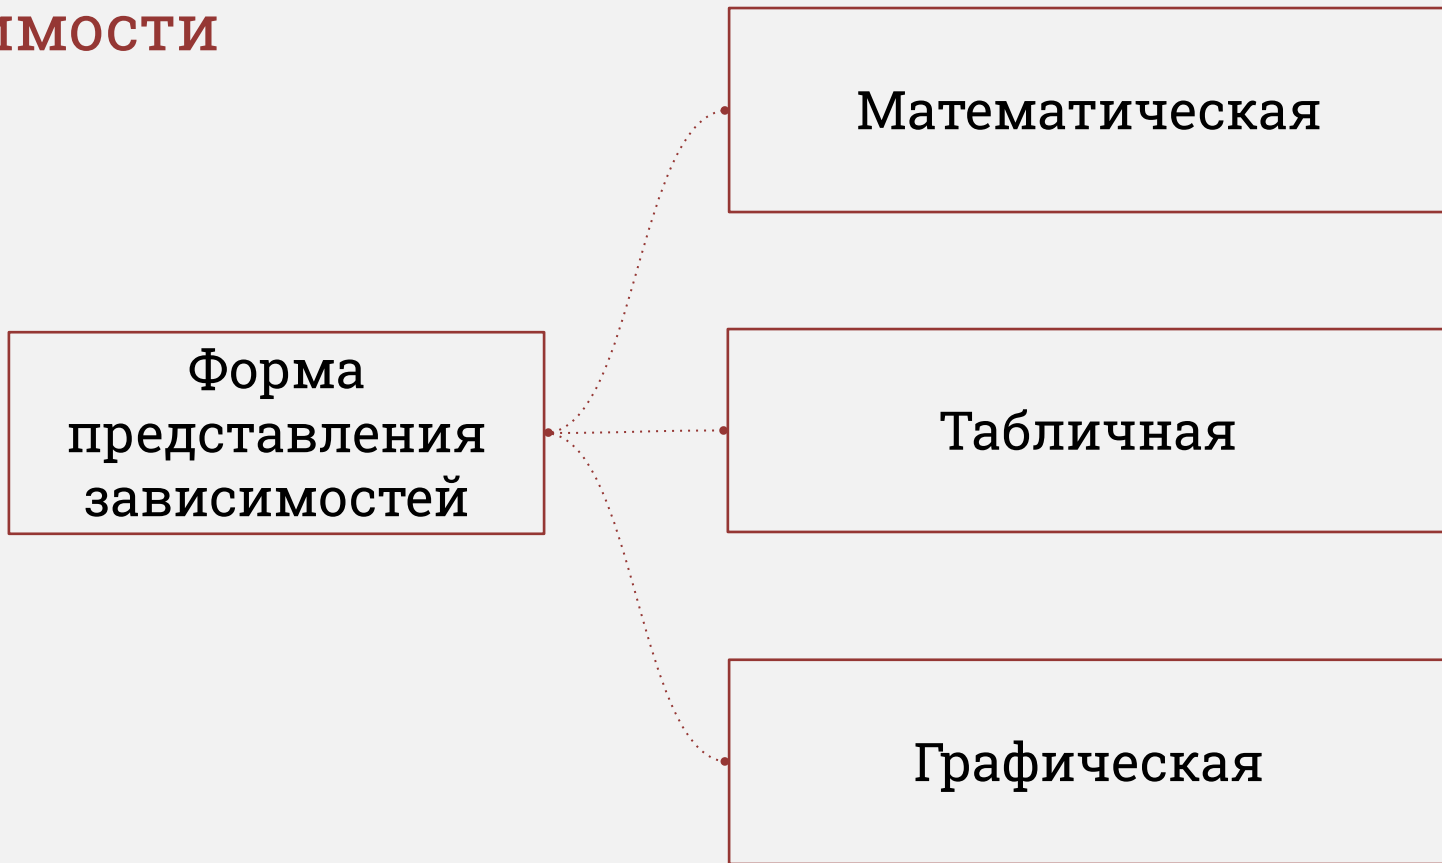 имости
Математическая
Форма
представления
зависимостей
Табличная
Графическая